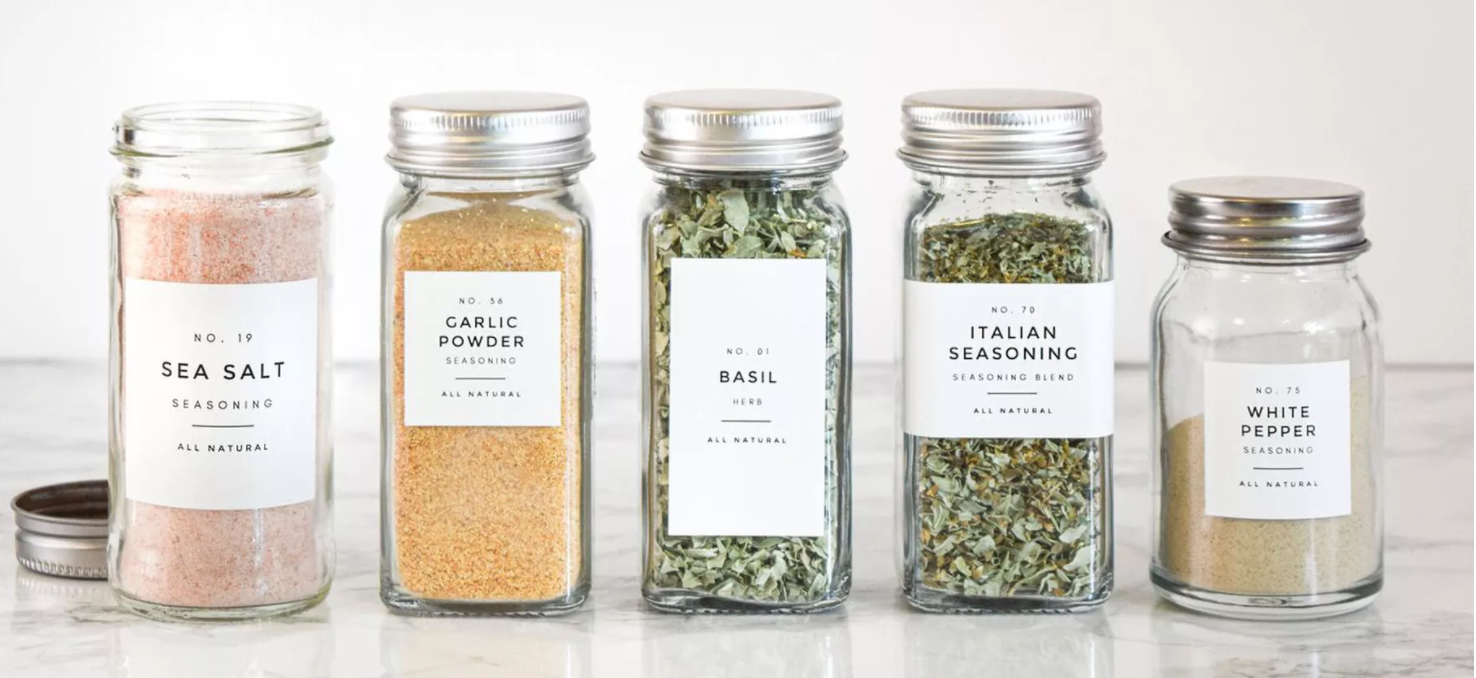 NO. 19
SEA SALT
SEASONING
ALL NATURAL
NO. 56
GARLIC
POWDER
SEASONING
ALL NATURAL
NO. 01
BASIL
HERB
ALL NATURAL
NO. 70
ITALIAN
SEASONING
SEASONING BLEND
ALL NATURAL
NO. 75
WHITE
PEPPER
SEASONING
ALL NATURAL